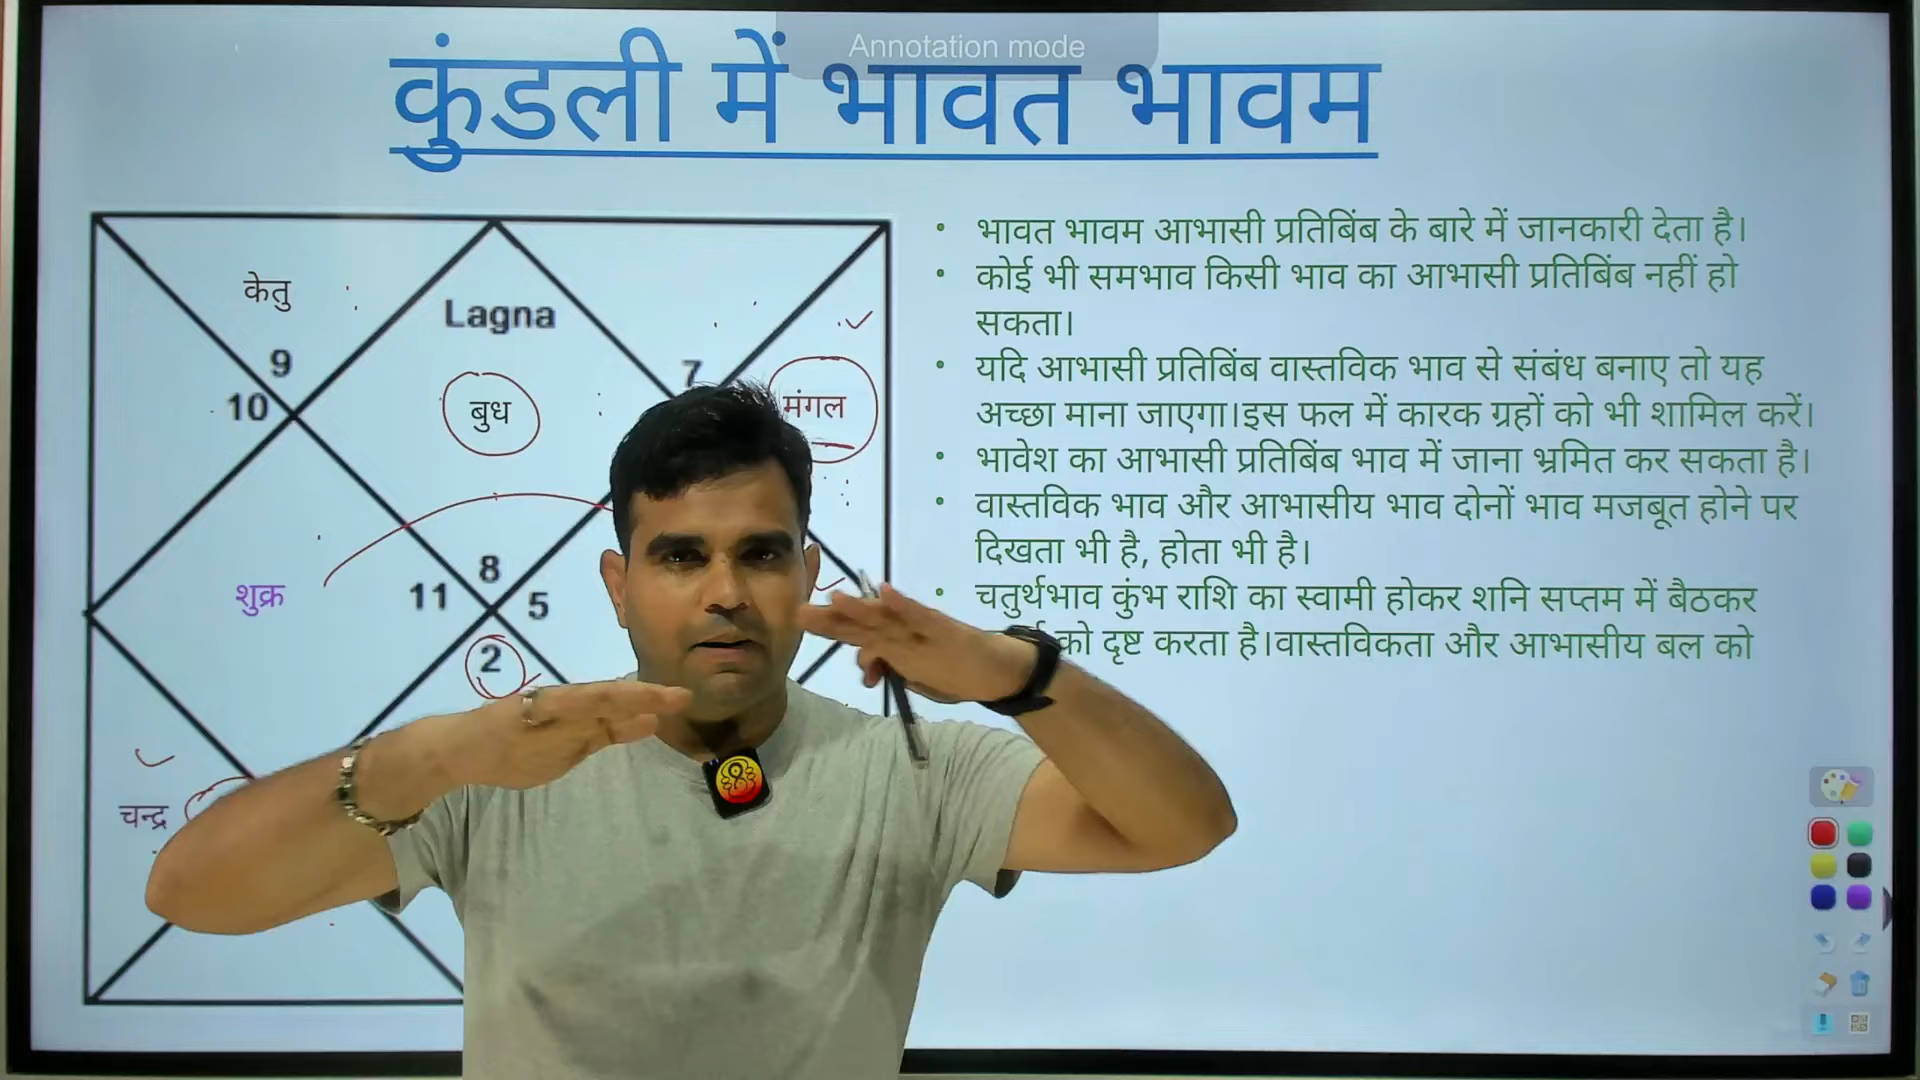 Annotation mode
कुंडली में भावत भावम
केतु
Lagna
9
7
10
बुध
मंगल
शुक्र
8
11
5
2
चन्द्र
• भावत भावम आभासी प्रतिबिंब के बारे में जानकारी देता है।
• कोई भी समभाव किसी भाव का आभासी प्रतिबिंब नहीं हो
सकता।
• यदि आभासी प्रतिबिंब वास्तविक भाव से संबंध बनाए तो यह
अच्छा माना जाएगा।इस फल में कारक ग्रहों को भी शामिल करें।
• भावेश का आभासी प्रतिबिंब भाव में जाना भ्रमित कर सकता है।
• वास्तविक भाव और आभासीय भाव दोनों भाव मजबूत होने पर
दिखता भी है, होता भी है।
• चतुर्थभाव कुंभ राशि का स्वामी होकर शनि सप्तम में बैठकर
को दृष्ट करता है।वास्तविकता और आभासीय बल को